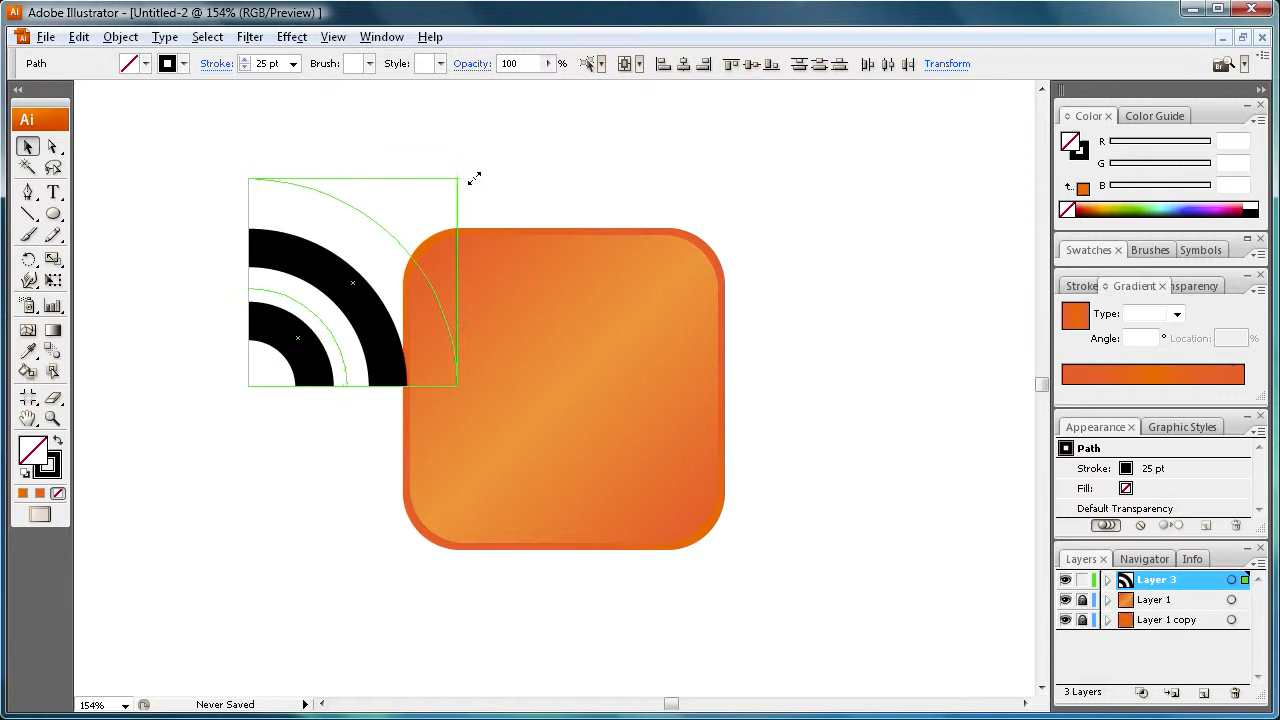 Ai Adobe Illustrator - [Untitled-2 @ 154% (RGB/Preview) ]
File Edit Object Type Select Filter Effect View Window Help
Path Stroke: 25 pt Brush: Style: Opacity: 100 % Transform
Ai
Color Color Guide
R
G
B
Swatches Brushes Symbols
Stroke Gradient nsparency
Type:
Angle: ° Location: %
Appearance Graphic Styles
Path
Stroke: 25 pt
Fill:
Default Transparency
Layers Navigator Info
Layer 3
Layer 1
Layer 1 copy
3 Layers
154% Never Saved